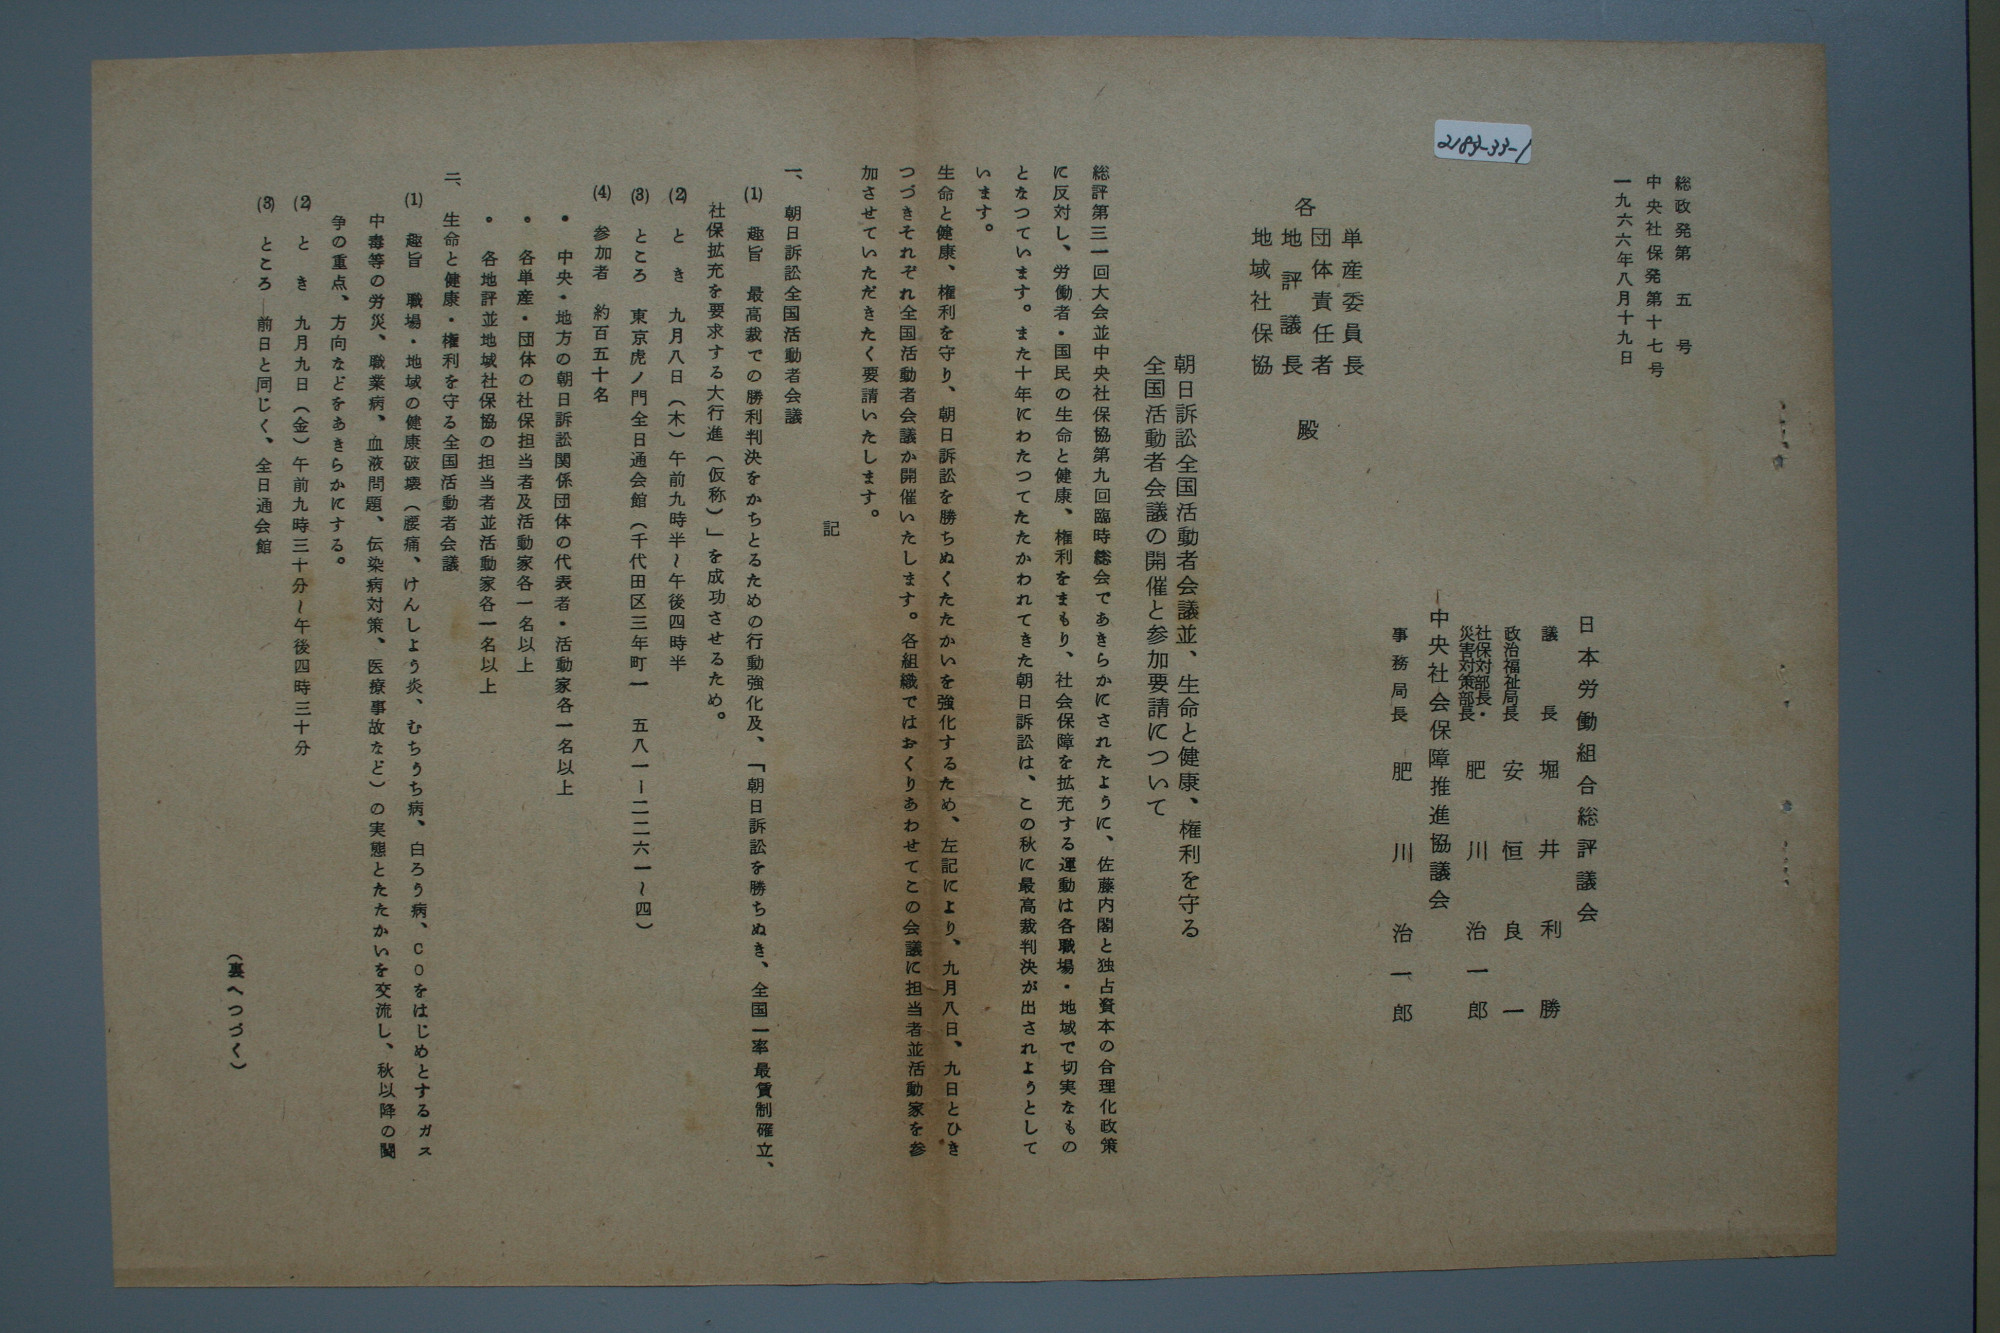 2183-33-1
総政発第　五　号
中央社保発第十七号
一九六六年八月十九日
日本労働組合総評議会
議長　堀井利勝
政治福祉局長　安恒良一
社保対部長・
災害対策部長　肥川治一郎
中央社会保障推進協議会
事務局長　肥川治一郎
単産委員長
団体責任者
各　殿
地評議長
地域社保協
朝日訴訟全国活動者会議並、生命と健康、権利を守る
全国活動者会議の開催と参加要請について
総評第三一回大会並中央社保協第九回臨時総会であきらかにされたように、佐藤内閣と独占資本の合理化政策
に反対し、労働者・国民の生命と健康、権利をまもり、社会保障を拡充する運動は各職場・地域で切実なもの
となつています。また十年にわたつてたたかわれてきた朝日訴訟は、この秋に最高裁判決が出されようとして
います。
生命と健康、権利を守り、朝日訴訟を勝ちぬくたたかいを強化するため、左記により、九月八日、九日とひき
つづきそれぞれ全国活動者会議か開催いたします。各組織ではおくりあわせてこの会議に担当者並活動家を参
加させていただきたく要請いたします。
記
一、朝日訴訟全国活動者会議
(1)　趣旨　最高裁での勝利判決をかちとるための行動強化及、「朝日訴訟を勝ちぬき、全国一率最賃制確立、
社保拡充を要求する大行進（仮称）」を成功させるため。
(2)　と　き　九月八日（木）午前九時半～午後四時半
(3)　ところ　東京虎ノ門全日通会館（千代田区三年町一　五八一－二二六一～四）
(4)　参加者　約百五十名
・　中央・地方の朝日訴訟関係団体の代表者・活動家各一名以上
・　各単産・団体の社保担当者及活動家各一名以上
・　各地評並地域社保協の担当者並活動家各一名以上
二、生命と健康・権利を守る全国活動者会議
(1)　趣旨　職場・地域の健康破壊（腰痛、けんしよう炎、むちうち病、白ろう病、ＣＯをはじめとするガス
中毒等の労災、職業病、血液問題、伝染病対策、医療事故など）の実態とたたかいを交流し、秋以降の闘
争の重点、方向などをあきらかにする。
(2)　と　き　九月九日（金）午前九時三十分～午後四時三十分
(3)　ところ　前日と同じく、全日通会館
（裏へつづく）